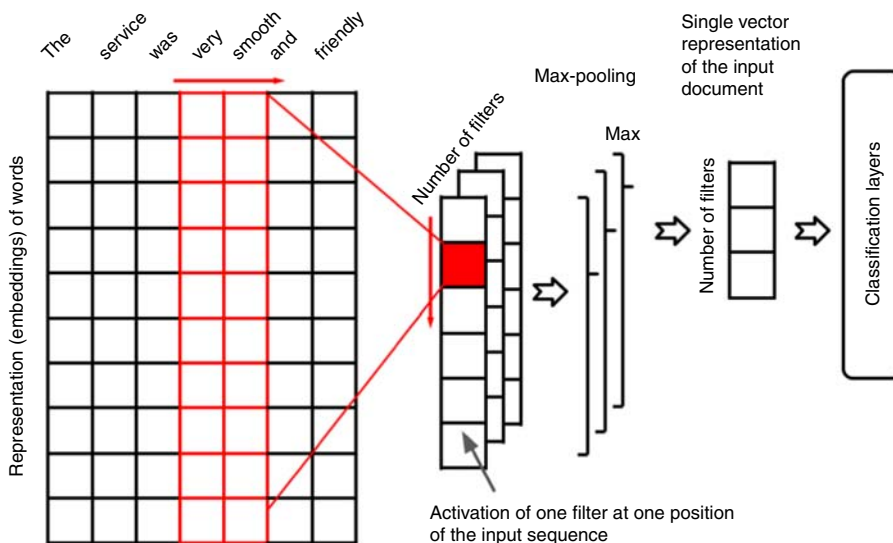 The service was very smooth and friendly
Representation (embeddings) of words
Number of filters
Max-pooling
Max
Activation of one filter at one position
of the input sequence
Single vector
representation
of the input
document
Number of filters
Classification layers